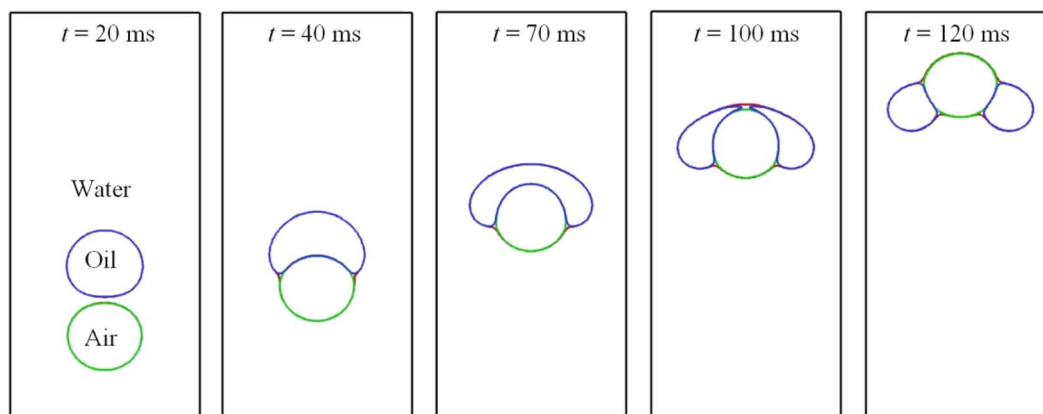 t = 20 ms
t = 40 ms
t = 70 ms
t = 100 ms
t = 120 ms
Water
Oil
Air